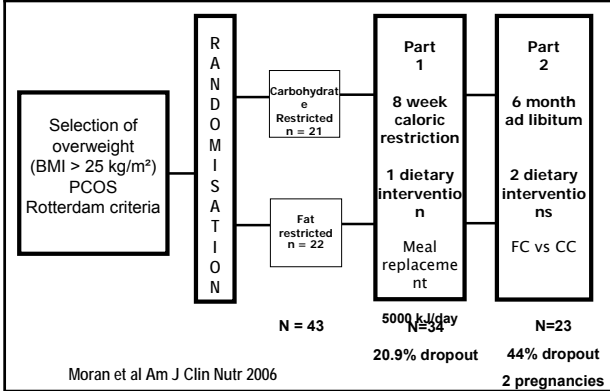 Selection of
overweight
(BMI > 25 kg/m²)
PCOS
Rotterdam criteria
R
A
N
D
O
M
I
S
A
T
I
O
N
Carbohydrat
e
Restricted
n = 21
Fat
restricted
n = 22
Part
1
8 week
caloric
restriction
1 dietary
interventio
n
Meal
replaceme
nt
Part
2
6 month
ad libitum
2 dietary
interventio
ns
FC vs CC
N = 43
5000 kJ/day
N=34
20.9% dropout
N=23
44% dropout
2 pregnancies
Moran et al Am J Clin Nutr 2006